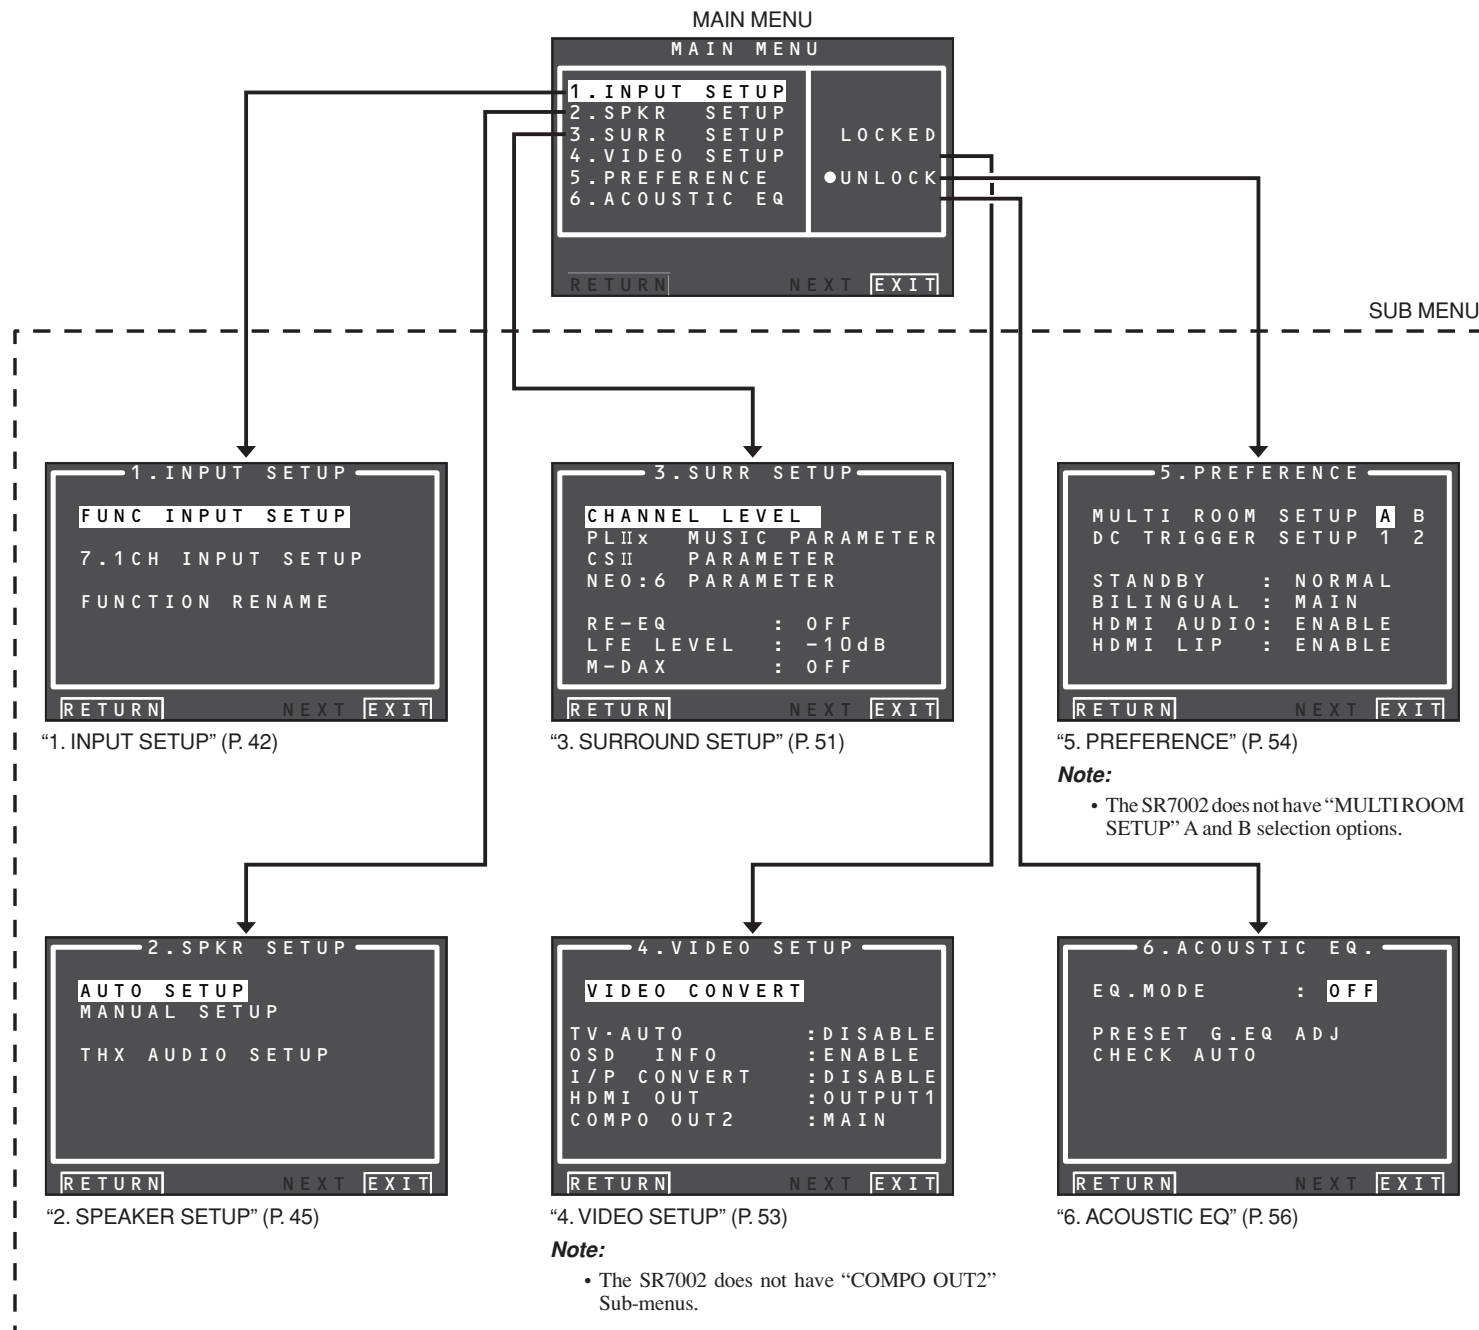 MAIN MENU
MAIN MENU
1.INPUT SETUP
2.SPKR SETUP
3.SURR SETUP
4.VIDEO SETUP
5.PREFERENCE
6.ACOUSTIC EQ
LOCKED
●UNLOCK
RETURN NEXT EXIT
SUB MENU
1.INPUT SETUP
FUNC INPUT SETUP
7.1CH INPUT SETUP
FUNCTION RENAME
RETURN NEXT EXIT
“1. INPUT SETUP” (P. 42)
3.SURR SETUP
CHANNEL LEVEL
PLIIx MUSIC PARAMETER
CSII PARAMETER
NEO:6 PARAMETER
RE-EQ : OFF
LFE LEVEL : -10dB
M-DAX : OFF
RETURN NEXT EXIT
“3. SURROUND SETUP” (P. 51)
5.PREFERENCE
MULTI ROOM SETUP A B
DC TRIGGER SETUP 1 2
STANDBY : NORMAL
BILINGUAL : MAIN
HDMI AUDIO: ENABLE
HDMI LIP : ENABLE
RETURN NEXT EXIT
“5. PREFERENCE” (P. 54)
Note:
• The SR7002 does not have “MULTI ROOM
SETUP” A and B selection options.
2.SPKR SETUP
AUTO SETUP
MANUAL SETUP
THX AUDIO SETUP
RETURN NEXT EXIT
“2. SPEAKER SETUP” (P. 45)
4.VIDEO SETUP
VIDEO CONVERT
TV·AUTO :DISABLE
OSD INFO :ENABLE
I/P CONVERT :DISABLE
HDMI OUT :OUTPUT1
COMPO OUT2 :MAIN
RETURN NEXT EXIT
“4. VIDEO SETUP” (P. 53)
Note:
• The SR7002 does not have “COMPO OUT2”
Sub-menus.
6.ACOUSTIC EQ.
EQ.MODE : OFF
PRESET G.EQ ADJ
CHECK AUTO
RETURN NEXT EXIT
“6. ACOUSTIC EQ” (P. 56)